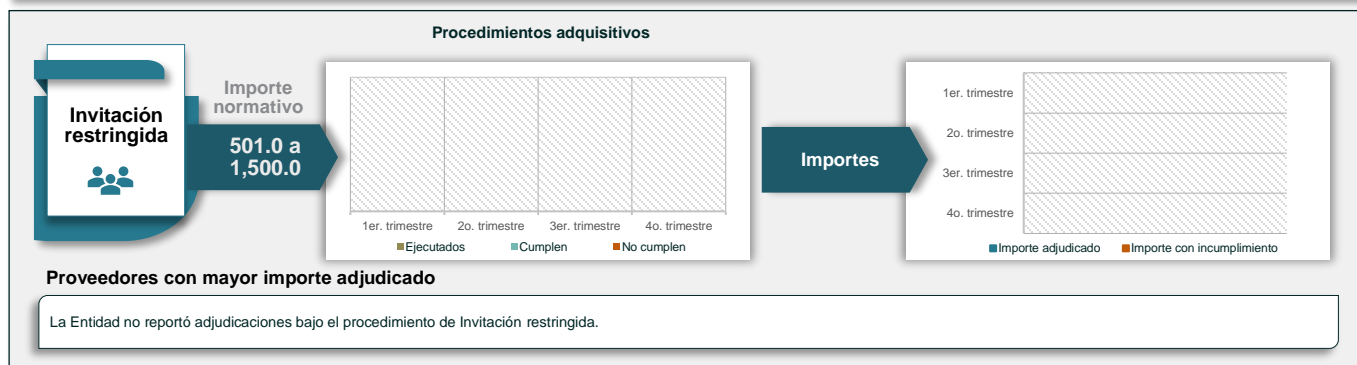 Procedimientos adquisitivos
Invitación
restringida
Importe
normativo
501.0 a
1,500.0
1er. trimestre 2o. trimestre 3er. trimestre 4o. trimestre
Ejecutados Cumplen No cumplen
Importes
1er. trimestre
2o. trimestre
3er. trimestre
4o. trimestre
Importe adjudicado Importe con incumplimiento
Proveedores con mayor importe adjudicado
La Entidad no reportó adjudicaciones bajo el procedimiento de Invitación restringida.